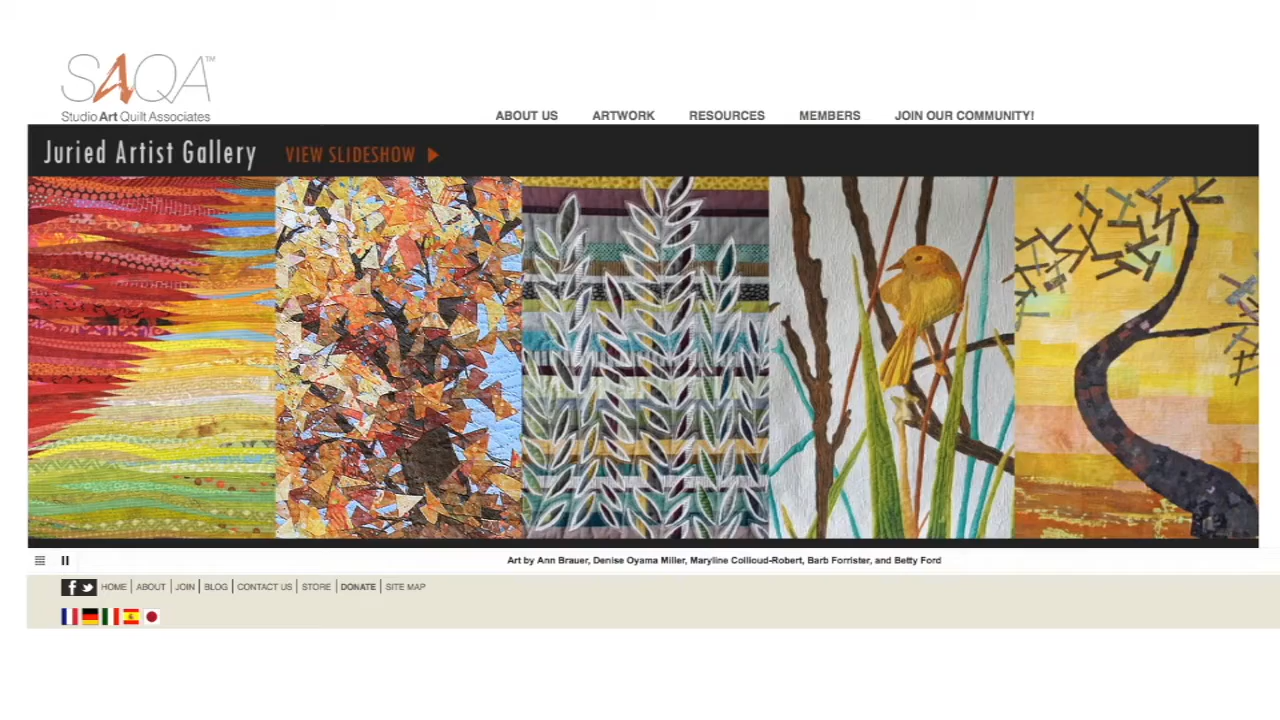 SAQA™
Studio Art Quilt Associates
ABOUT US ARTWORK RESOURCES MEMBERS JOIN OUR COMMUNITY!
Juried Artist Gallery VIEW SLIDESHOW
Art by Ann Brauer, Denise Oyama Miller, Maryline Collioud-Robert, Barb Forrister, and Betty Ford
HOME | ABOUT | JOIN | BLOG | CONTACT US | STORE | DONATE | SITE MAP